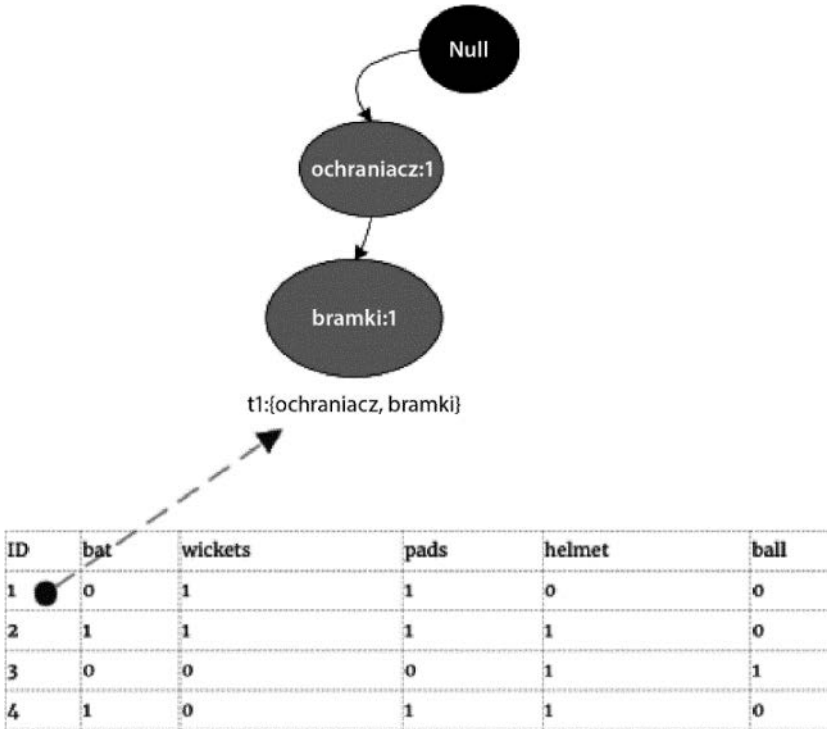 Null
ochraniacz:1
bramki:1
t1:{ochraniacz, bramki}
ID bat wickets pads helmet ball
1 0 1 1 0 0
2 1 1 1 1 0
3 0 0 0 1 1
4 1 0 1 1 0